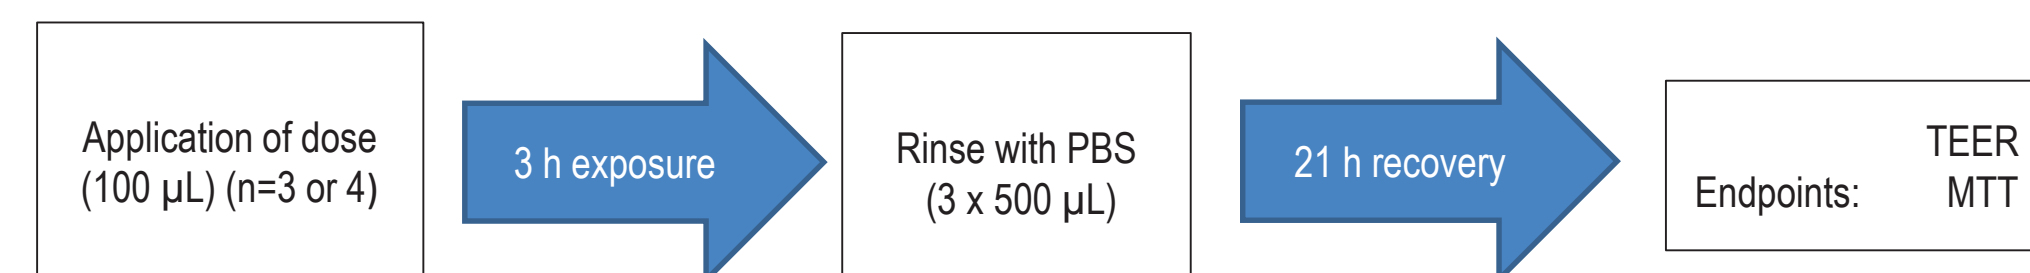 Application of dose
(100 µL) (n=3 or 4)
3 h exposure
Rinse with PBS
(3 x 500 µL)
21 h recovery
TEER
Endpoints: MTT